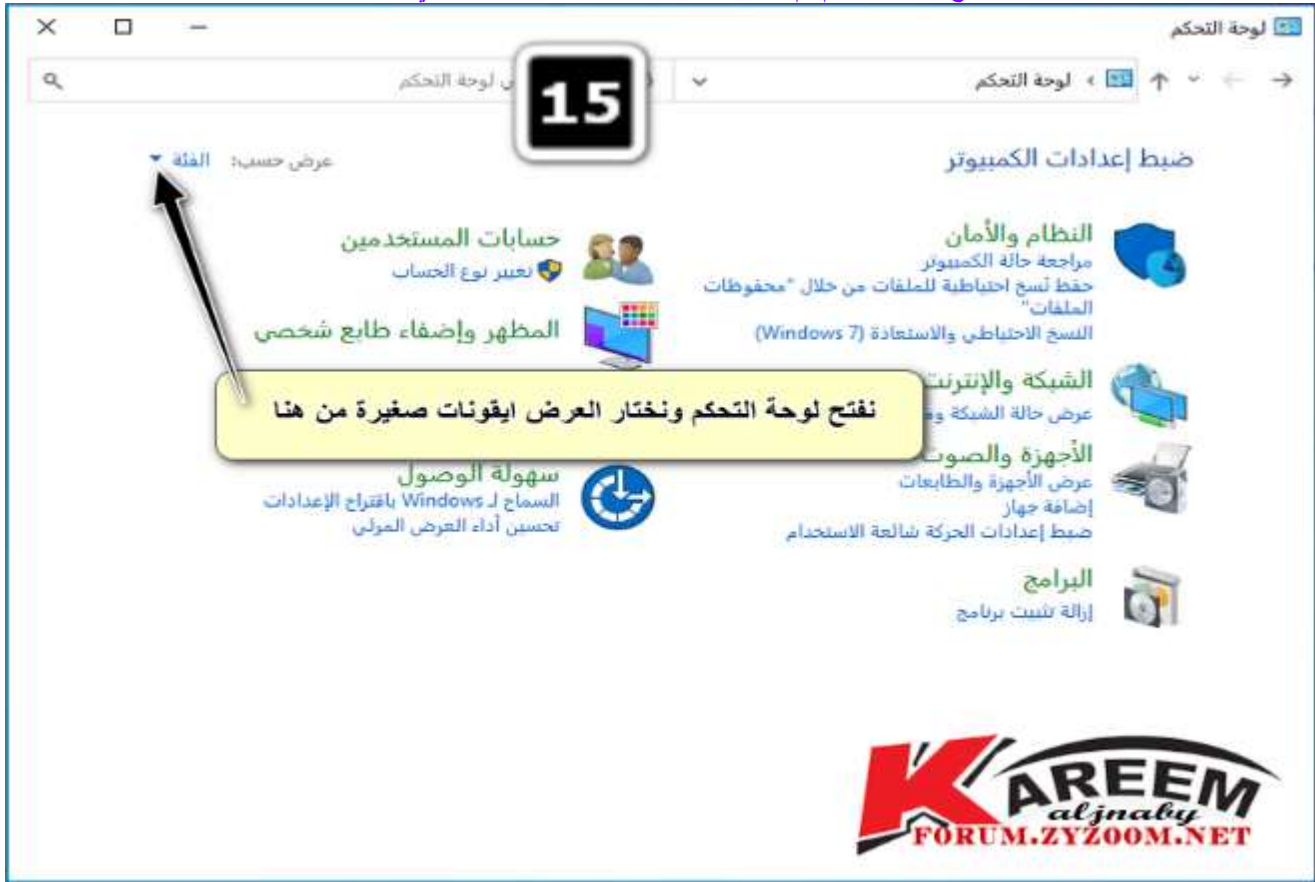 لوحة التحكم
لوحة التحكم
لوحة التحكم
15
ضبط إعدادات الكمبيوتر
عرض حسب: الفئة
النظام والأمان
مراجعة حالة الكمبيوتر
حفظ نسخ احتياطية للملفات من خلال "محفوظات
الملفات"
النسخ الاحتياطي والاستعادة (Windows 7)
الشبكة والإنترنت
عرض حالة الشبكة
الأجهزة والصوت
عرض الأجهزة والطابعات
إضافة جهاز
ضبط إعدادات الحركة شائعة الاستخدام
البرامج
إزالة تثبيت برنامج
حسابات المستخدمين
تغيير نوع الحساب
المظهر وإضفاء طابع شخصي
نفتح لوحة التحكم ونختار العرض ايقونات صغيرة من هنا
سهولة الوصول
السماح لـ Windows باقتراح الإعدادات
تحسين أداء العرض المرئي
KAREEM
aljnaby
FORUM.ZYZOOM.NET